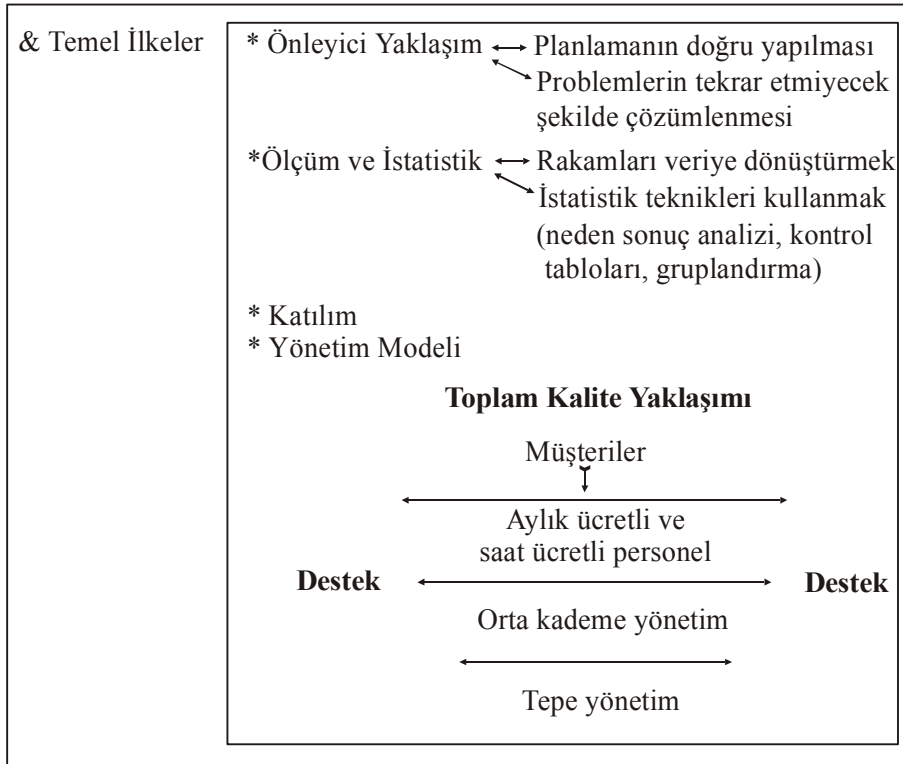 & Temel İlkeler
* Önleyici Yaklaşım
Planlamanın doğru yapılması
Problemlerin tekrar etmiyecek
şekilde çözümlenmesi
*Ölçüm ve İstatistik
Rakamları veriye dönüştürmek
İstatistik teknikleri kullanmak
(neden sonuç analizi, kontrol
tabloları, gruplandırma)
* Katılım
* Yönetim Modeli
Toplam Kalite Yaklaşımı
Müşteriler
Aylık ücretli ve
saat ücretli personel
Destek
Destek
Orta kademe yönetim
Tepe yönetim